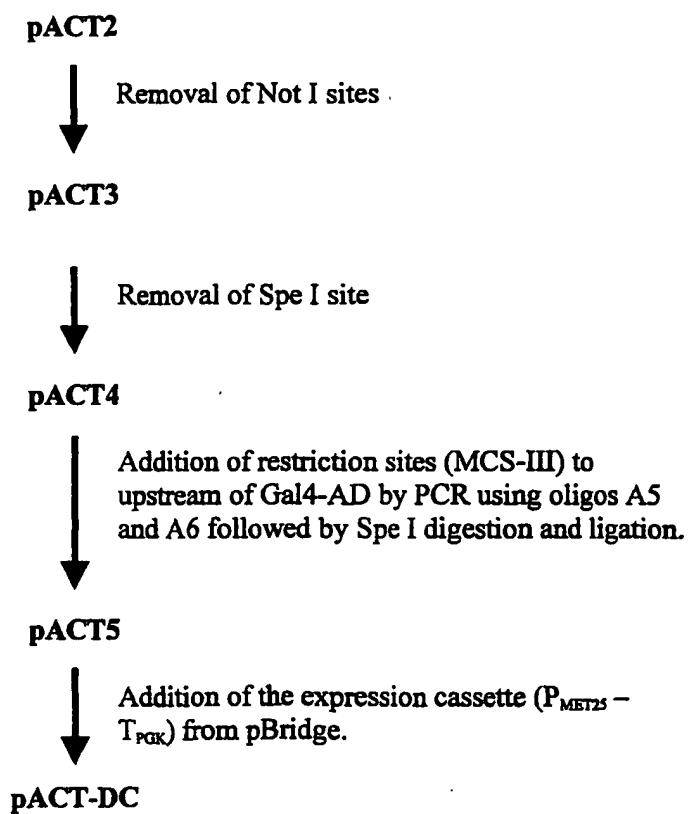 pACT2
Removal of Not I sites
pACT3
Removal of Spe I site
pACT4
Addition of restriction sites (MCS-III) to
upstream of Gal4-AD by PCR using oligos A5
and A6 followed by Spe I digestion and ligation.
pACT5
Addition of the expression cassette (PMET25 –
TPGK) from pBridge.
pACT-DC